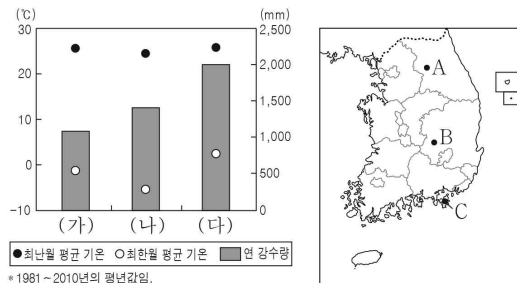 (℃)
(mm)
30
20
10
0
-10
2,500
2,000
1,500
1,000
500
0
(가)
(나)
(다)
●최난월 평균 기온 ○최한월 평균 기온 연 강수량
* 1981~2010년의 평년값임.
A
B
C